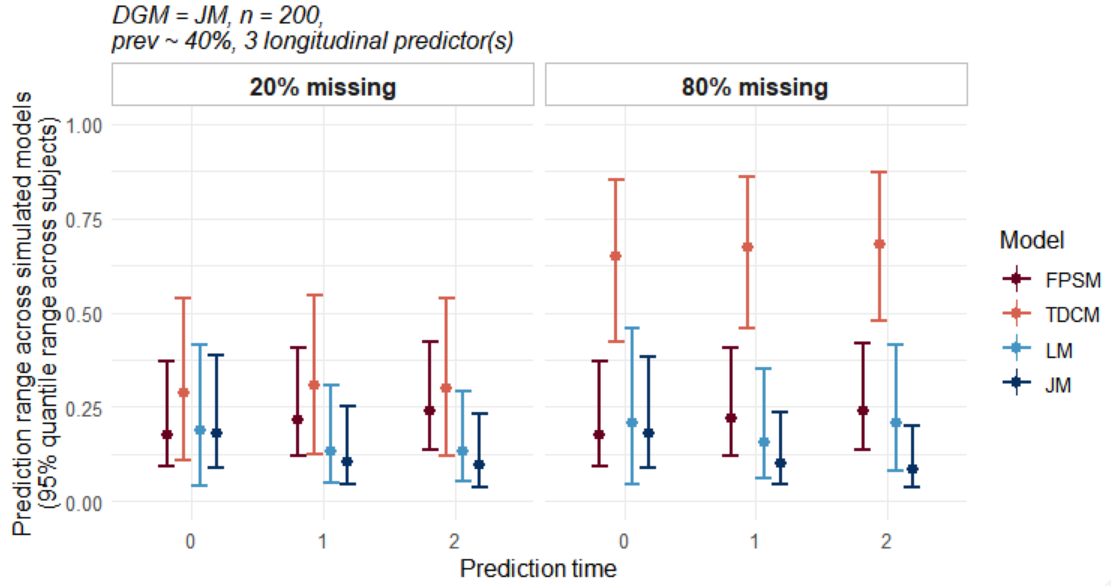 DGM = JM, n = 200,
prev ~ 40%, 3 longitudinal predictor(s)
20% missing
80% missing
Prediction range across simulated models
(95% quantile range across subjects)
1.00
0.75
0.50
0.25
0.00
0
1
2
0
1
2
Prediction time
Model
FPSM
TDCM
LM
JM